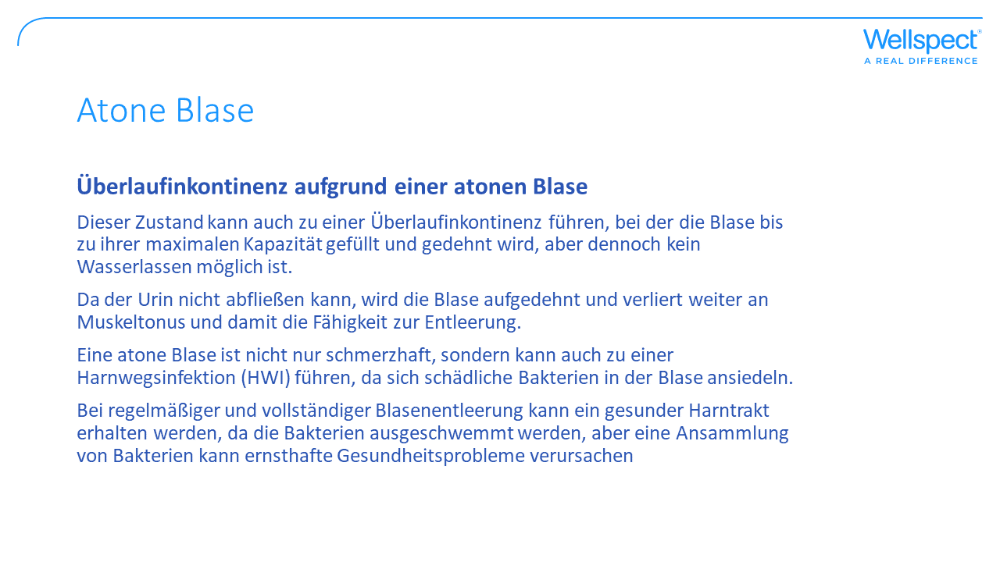 Wellspect®
A REAL DIFFERENCE
Atone Blase
Überlaufinkontinenz aufgrund einer atonen Blase
Dieser Zustand kann auch zu einer Überlaufinkontinenz führen, bei der die Blase bis
zu ihrer maximalen Kapazität gefüllt und gedehnt wird, aber dennoch kein
Wasserlassen möglich ist.
Da der Urin nicht abfließen kann, wird die Blase aufgedehnt und verliert weiter an
Muskeltonus und damit die Fähigkeit zur Entleerung.
Eine atone Blase ist nicht nur schmerzhaft, sondern kann auch zu einer
Harnwegsinfektion (HWI) führen, da sich schädliche Bakterien in der Blase ansiedeln.
Bei regelmäßiger und vollständiger Blasenentleerung kann ein gesunder Harntrakt
erhalten werden, da die Bakterien ausgeschwemmt werden, aber eine Ansammlung
von Bakterien kann ernsthafte Gesundheitsprobleme verursachen